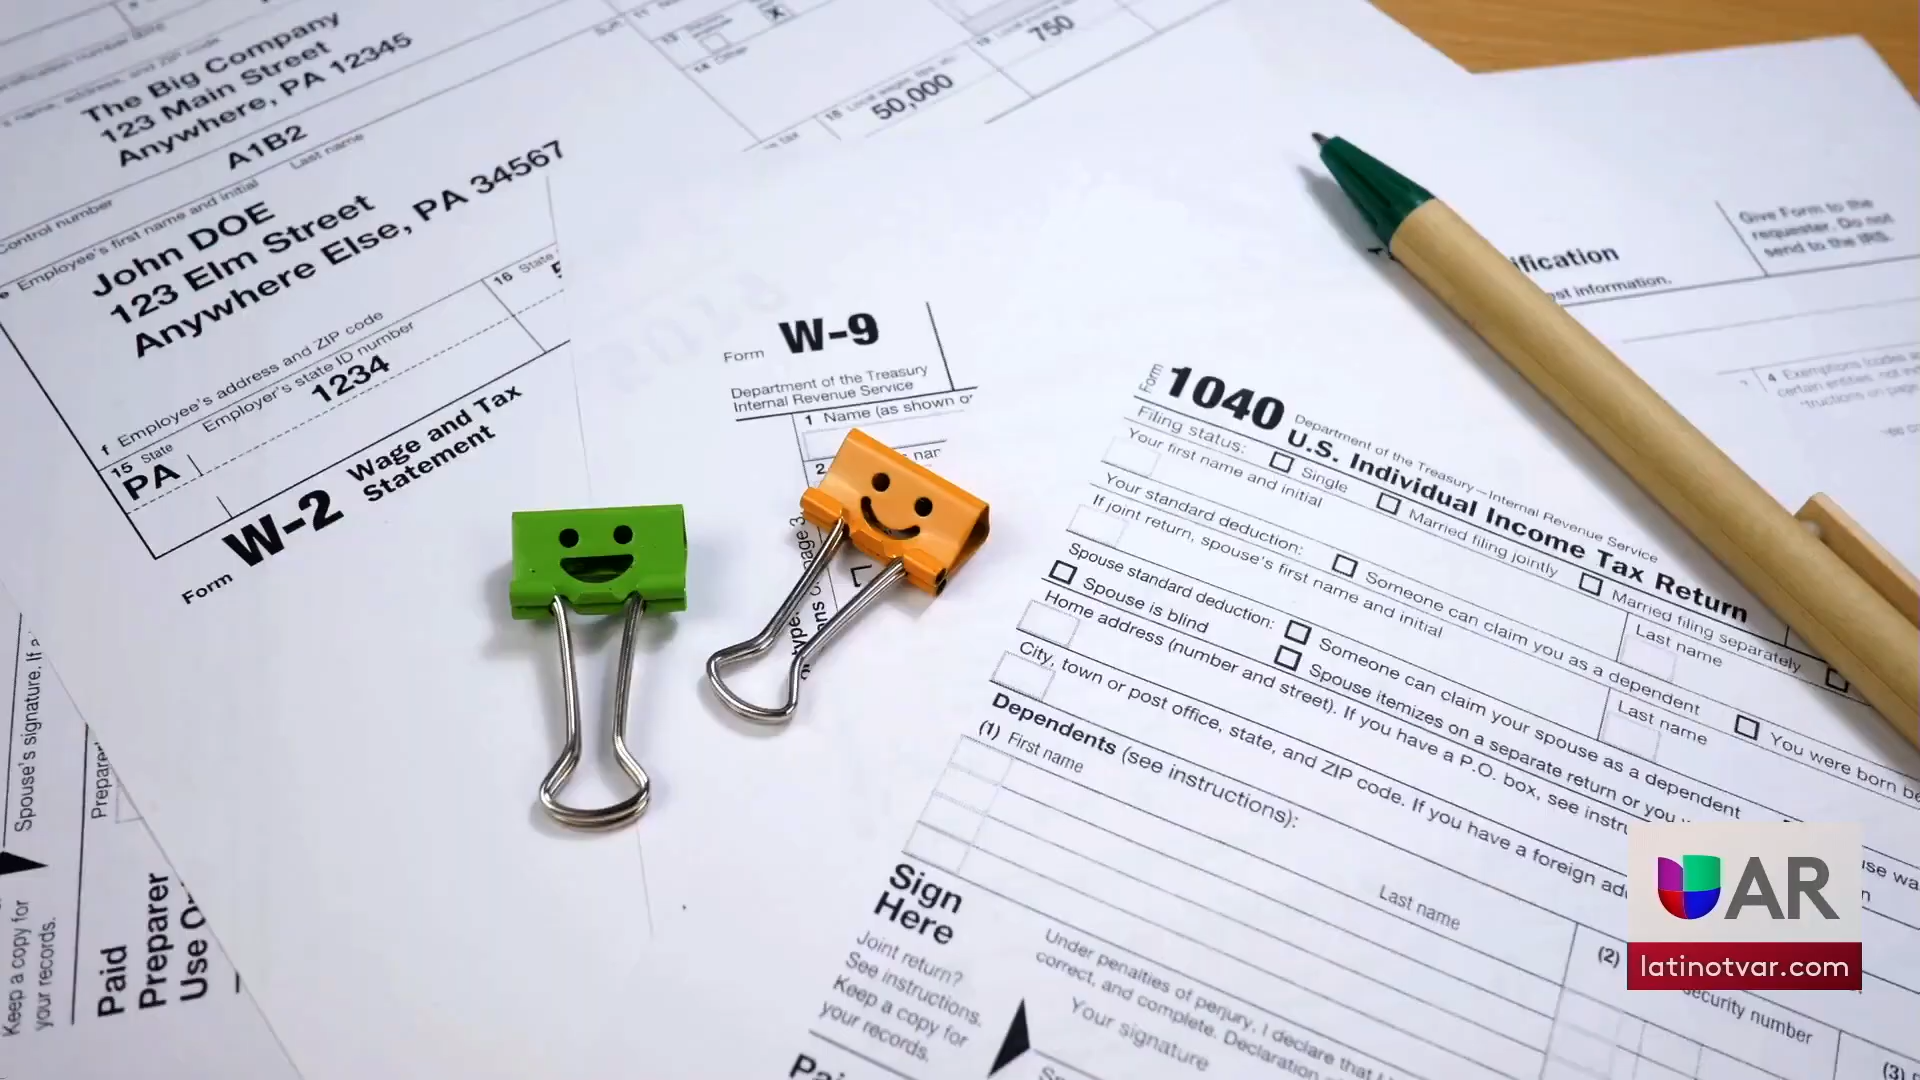 The Big Company
123 Main Street
Anywhere, PA 12345
A1B2
Control number
Employee's first name and initial
Last name
John DOE
123 Elm Street
Anywhere Else, PA 34567
f Employee's address and ZIP code
15 State
Employer's state ID number
16 State
PA
1234
Form W-2 Wage and Tax
Statement
14 Other
X
50,000
750
Form W-9
Department of the Treasury
Internal Revenue Service
1 Name (as shown
2
ification
Give Form to the
requester. Do not
send to the IRS.
Form 1040 Department of the Treasury—Internal Revenue Service
U.S. Individual Income Tax Return
Filing status:
Single
Married filing jointly
Married filing separately
Your first name and initial
Last name
Your standard deduction:
Someone can claim you as a dependent
You were born
If joint return, spouse's first name and initial
Last name
Spouse standard deduction:
Someone can claim your spouse as a dependent
Spouse is blind
Spouse itemizes on a separate return or you
Home address (number and street). If you have a P.O. box, see
City, town or post office, state, and ZIP code. If you have a foreign
Dependents (see instructions):
(1) First name
Last name
(2)
security number
(3)
Sign
Here
Joint return?
See instructions.
Keep a copy for
your records.
Under penalties of perjury, I declare that
correct, and complete. Declaration
Your signature
Spouse's signature. If
Keep a copy for
your records.
Paid
Preparer
Use
UAR
latinotvar.com